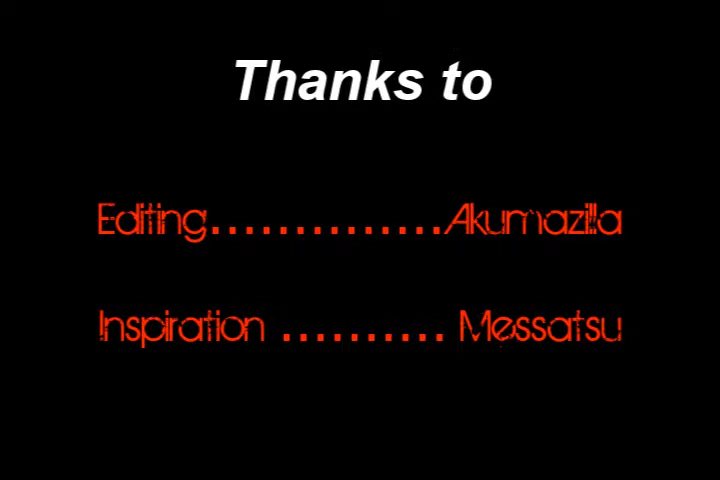 Thanks to
Editing..............Akumazilla
Inspiration .......... Messatsu